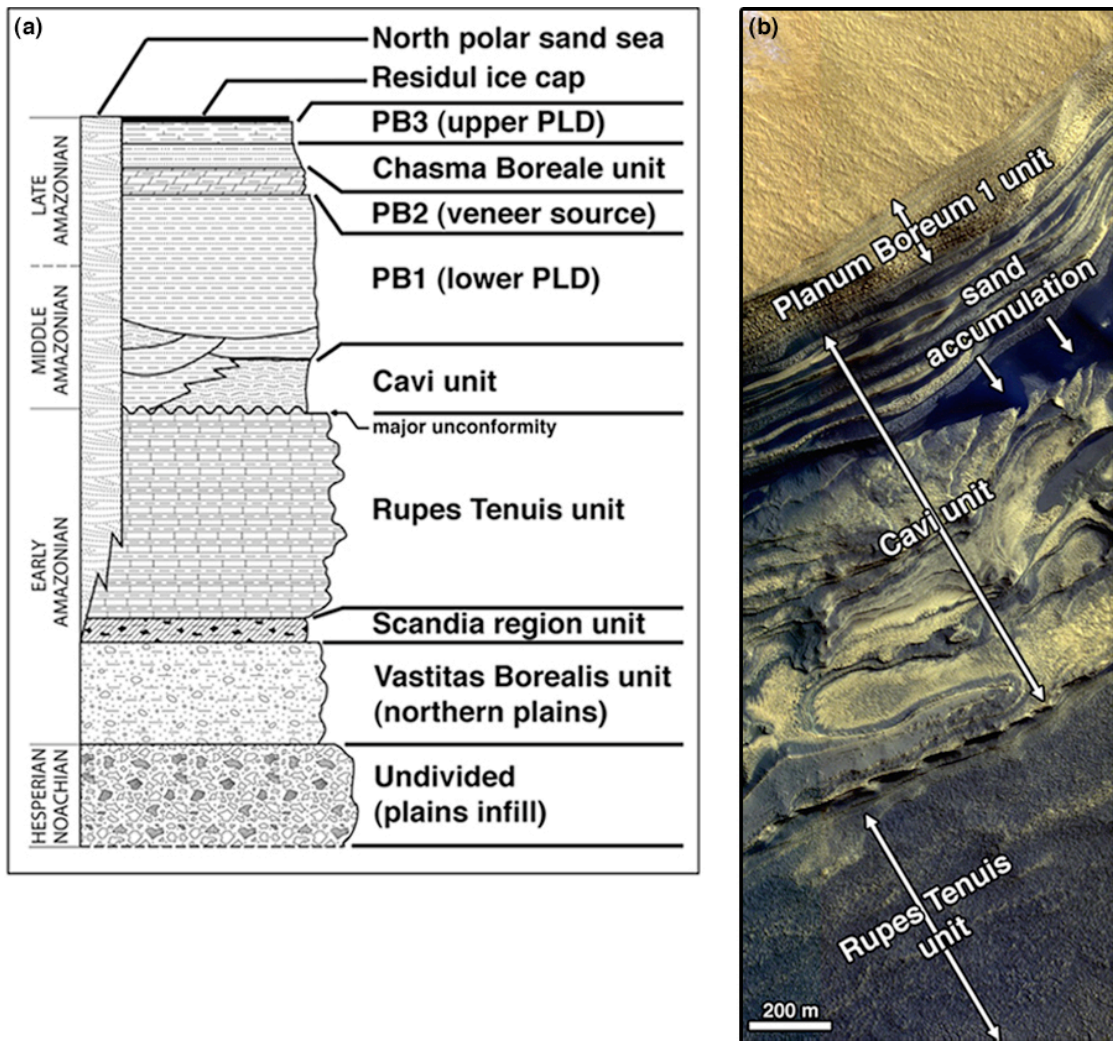 (a)
North polar sand sea
Residul ice cap
PB3 (upper PLD)
Chasma Boreale unit
PB2 (veneer source)
PB1 (lower PLD)
Cavi unit
major unconformity
Rupes Tenuis unit
Scandia region unit
Vastitas Borealis unit
(northern plains)
Undivided
(plains infill)
LATE
AMAZONIAN
MIDDLE
AMAZONIAN
EARLY
AMAZONIAN
HESPERIAN
NOACHIAN
(b)
Planum Boreum 1 unit
sand
accumulation
Cavi unit
Rupes Tenuis
unit
200 m